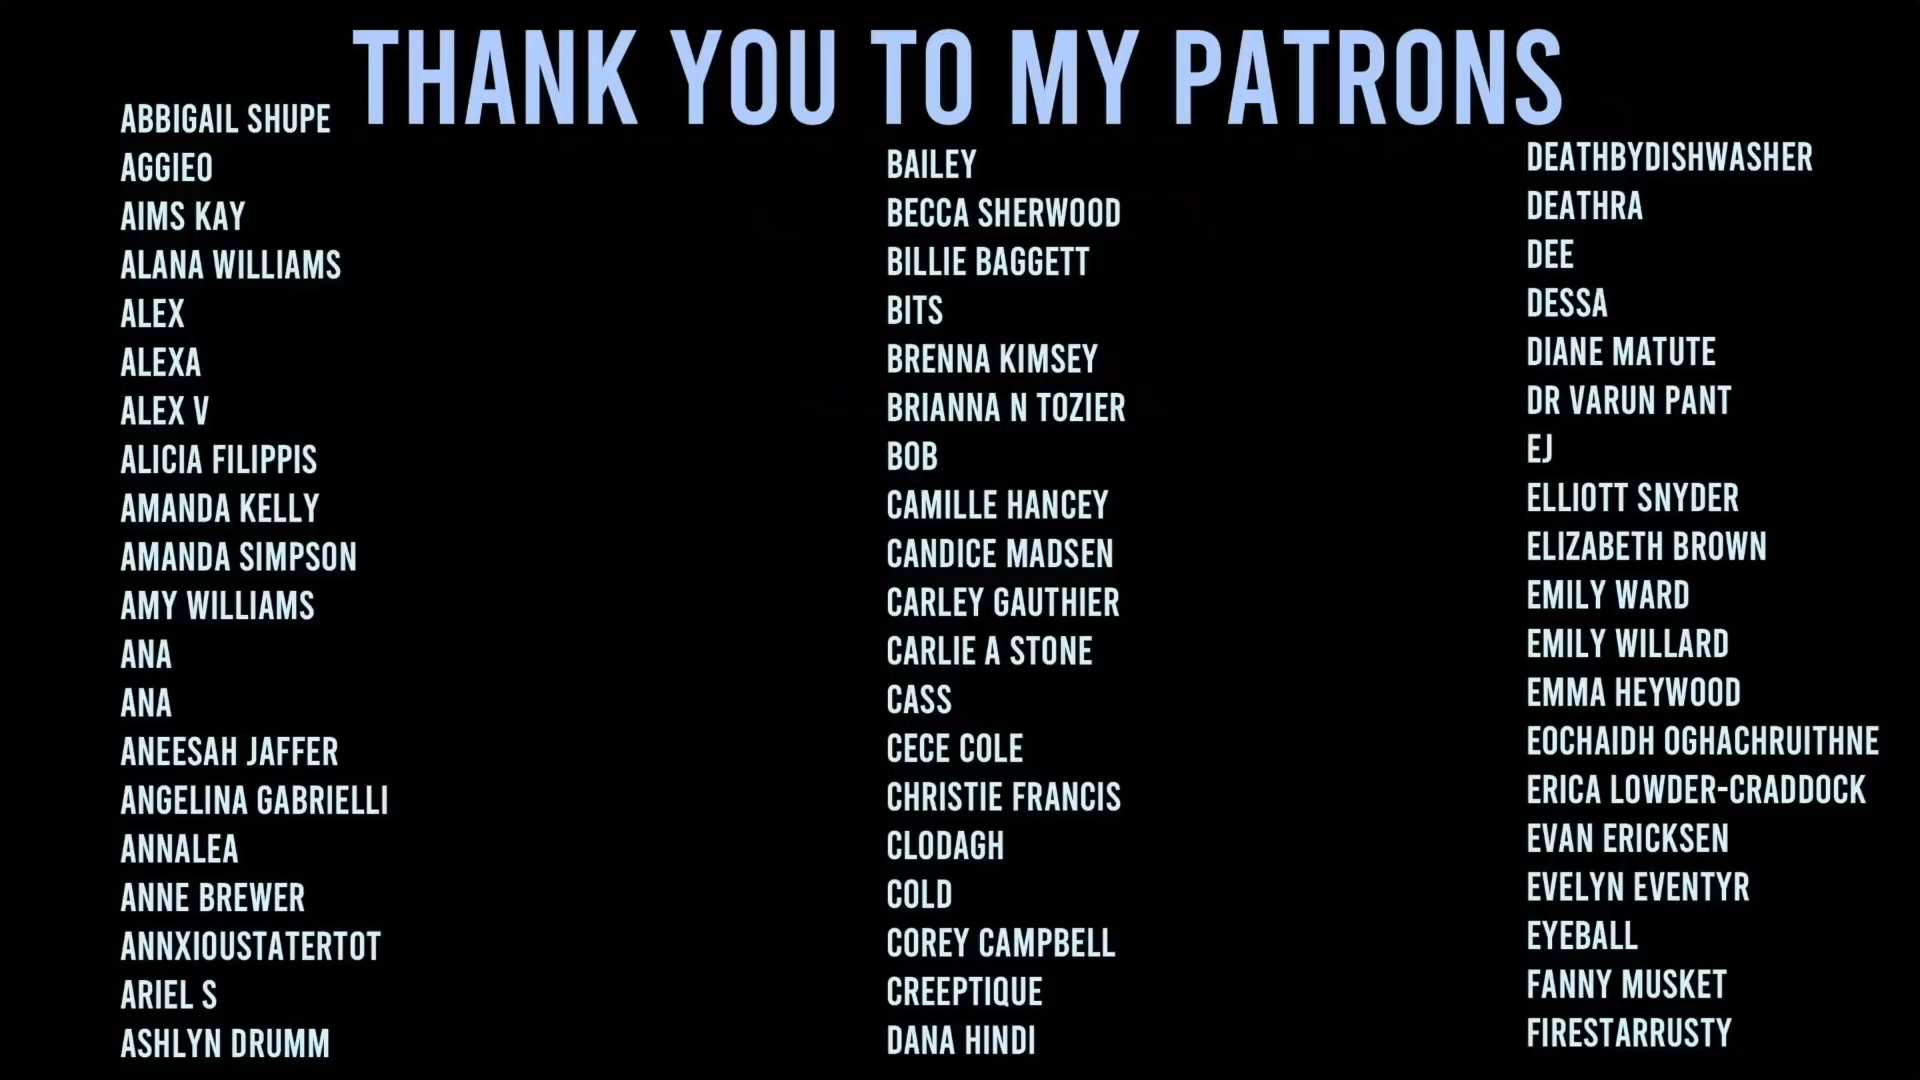 THANK YOU TO MY PATRONS
ABBIGAIL SHUPE
AGGIEO
AIMS KAY
ALANA WILLIAMS
ALEX
ALEXA
ALEX V
ALICIA FILIPPIS
AMANDA KELLY
AMANDA SIMPSON
AMY WILLIAMS
ANA
ANA
ANEESAH JAFFER
ANGELINA GABRIELLI
ANNALEA
ANNE BREWER
ANNXIOUSTATERTOT
ARIEL S
ASHLYN DRUMM
BAILEY
BECCA SHERWOOD
BILLIE BAGGETT
BITS
BRENNA KIMSEY
BRIANNA N TOZIER
BOB
CAMILLE HANCEY
CANDICE MADSEN
CARLEY GAUTHIER
CARLIE A STONE
CASS
CECE COLE
CHRISTIE FRANCIS
CLODAGH
COLD
COREY CAMPBELL
CREEPTIQUE
DANA HINDI
DEATHBYDISHWASHER
DEATHRA
DEE
DESSA
DIANE MATUTE
DR VARUN PANT
EJ
ELLIOTT SNYDER
ELIZABETH BROWN
EMILY WARD
EMILY WILLARD
EMMA HEYWOOD
EOCHAIDH OGHACHRUITHNE
ERICA LOWDER-CRADDOCK
EVAN ERICKSEN
EVELYN EVENTYR
EYEBALL
FANNY MUSKET
FIRESTARRUSTY